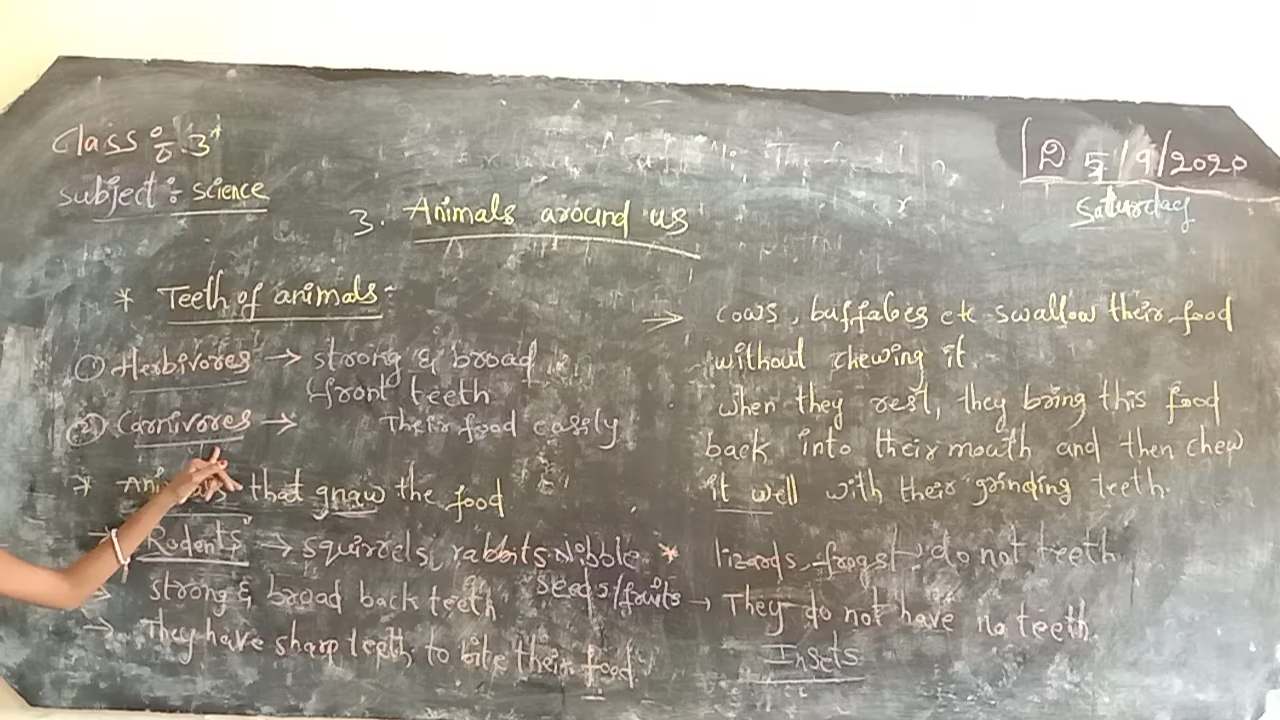 Class : 3rd
subject : science
D. 5/9/2020
Saturday
3. Animals around us
* Teeth of animals :-
① Herbivores → strong & broad
front teeth
② Carnivores → Their food easily
* Animals that gnaw the food
→ Rodents → squirrels, rabbits Nibble
seeds/fruits
→ strong & broad back teeth
→ They have sharp teeth to bite their food
→ cows, buffaloes etc swallow their food
without chewing it.
when they rest, they bring this food
back into their mouth and then chew
it well with their grinding teeth.
* lizards, frogs → do not teeth.
→ They do not have no teeth.
Insets